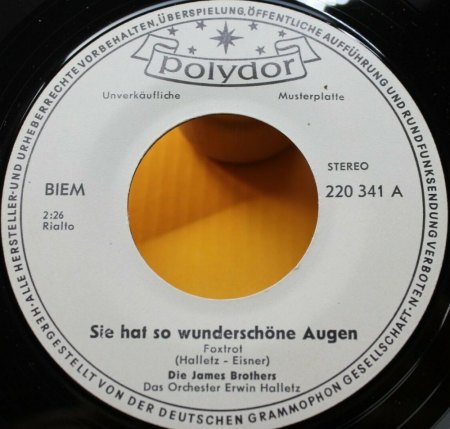 · ALLE HERSTELLER- UND URHEBERRECHTE VORBEHALTEN, ÜBERSPIELUNG, ÖFFENTLICHE AUFFÜHRUNG UND RUNDFUNKSENDUNG VERBOTEN.
polydor
Unverkäufliche Musterplatte
STEREO
BIEM 220 341 A
2:26
Rialto
Sie hat so wunderschöne Augen
Foxtrot
(Halletz - Eisner)
Die James Brothers
Das Orchester Erwin Halletz
· HERGESTELLT VON DER DEUTSCHEN GRAMMOPHON GESELLSCHAFT ·